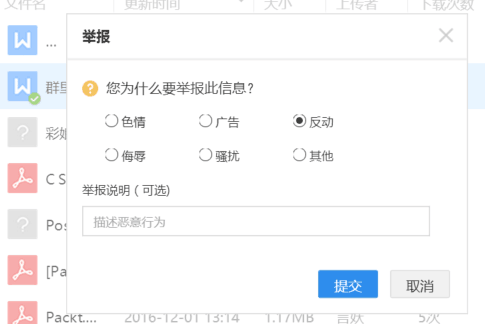 文件名 更新时间 大小 上传者 下载次数
举报
...
群里
您为什么要举报此信息?
色情 广告 反动
彩
侮辱 骚扰 其他
C S
举报说明 ( 可选)
Pos
描述恶意行为
[Pa
提交 取消
Packt.... 2016-12-01 13:14 1.17MB 言妖 5次